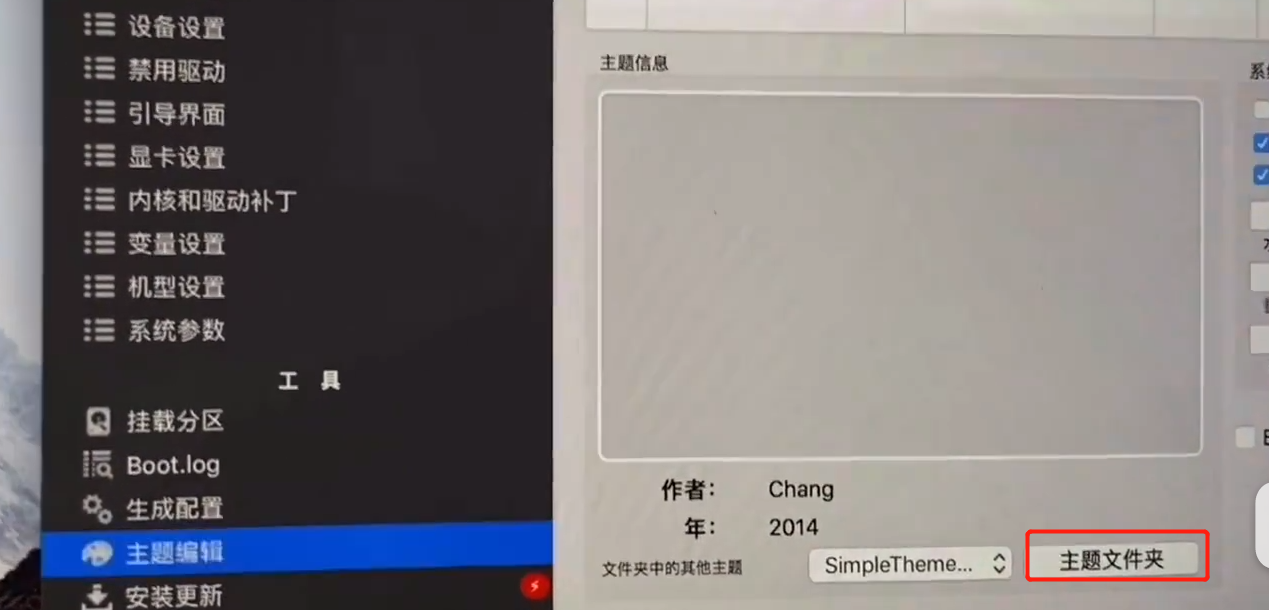 设备设置
禁用驱动
引导界面
显卡设置
内核和驱动补丁
变量设置
机型设置
系统参数
工 具
挂载分区
Boot.log
生成配置
主题编辑
安装更新
主题信息
作者： Chang
年： 2014
文件夹中的其他主题 SimpleTheme... 主题文件夹